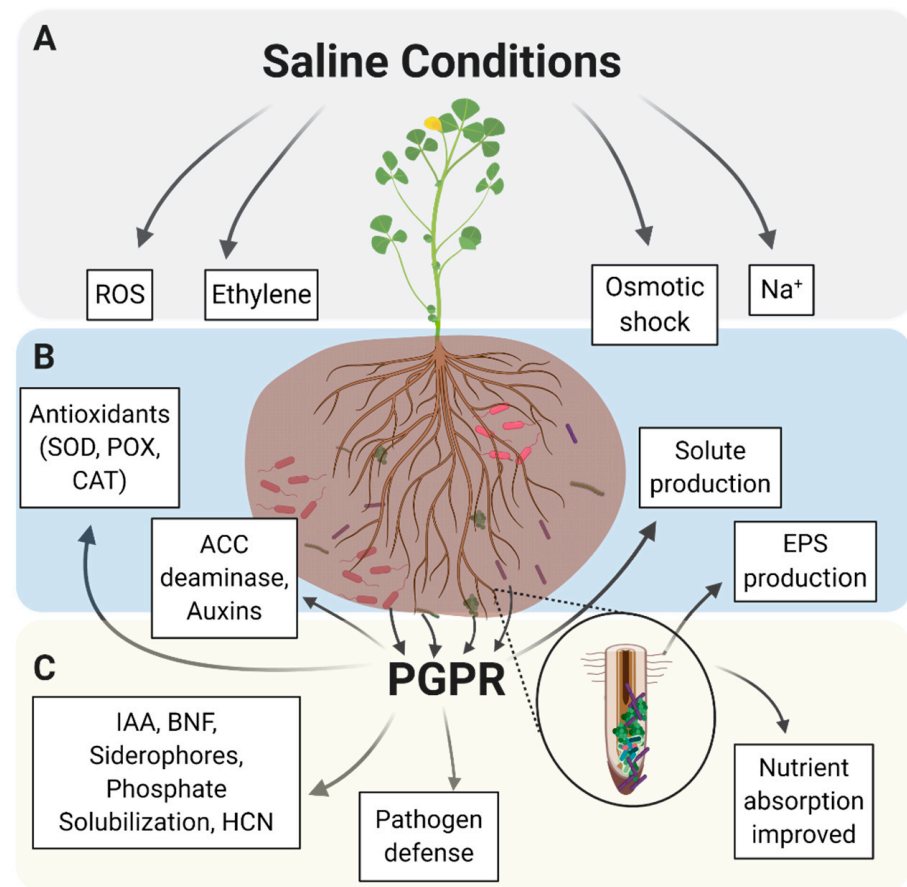 A
Saline Conditions
ROS
Ethylene
Osmotic
shock
Na⁺
B
Antioxidants
(SOD, POX,
CAT)
ACC
deaminase,
Auxins
Solute
production
EPS
production
C
PGPR
IAA, BNF,
Siderophores,
Phosphate
Solubilization, HCN
Pathogen
defense
Nutrient
absorption
improved